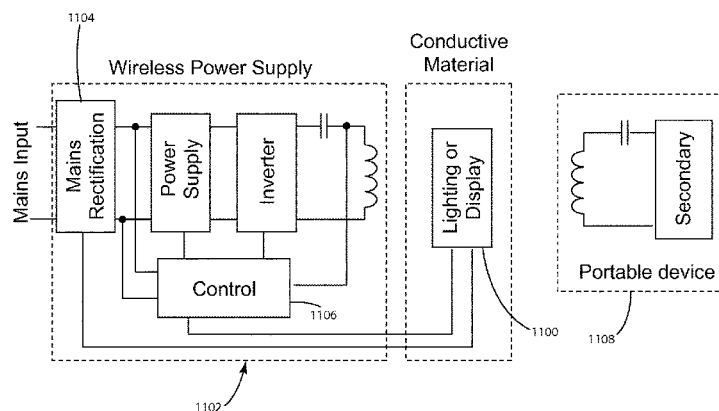 1104
Wireless Power Supply
Conductive
Material
Mains Input
Mains
Rectification
Power
Supply
Inverter
Lighting or
Display
Secondary
Control
1106
1100
Portable device
1108
1102